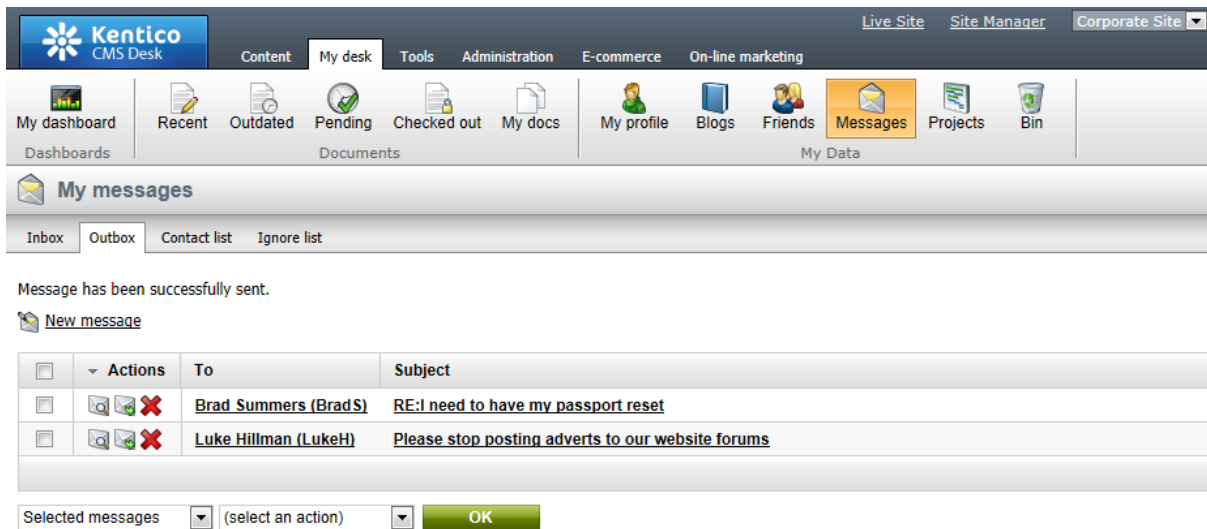 Live Site Site Manager Corporate Site
Kentico
CMS Desk
Content My desk Tools Administration E-commerce On-line marketing
My dashboard Recent Outdated Pending Checked out My docs My profile Blogs Friends Messages Projects Bin
Dashboards Documents My Data
My messages
Inbox Outbox Contact list Ignore list
Message has been successfully sent.
New message
Actions To Subject
Brad Summers (BradS) RE:I need to have my passport reset
Luke Hillman (LukeH) Please stop posting adverts to our website forums
Selected messages (select an action) OK